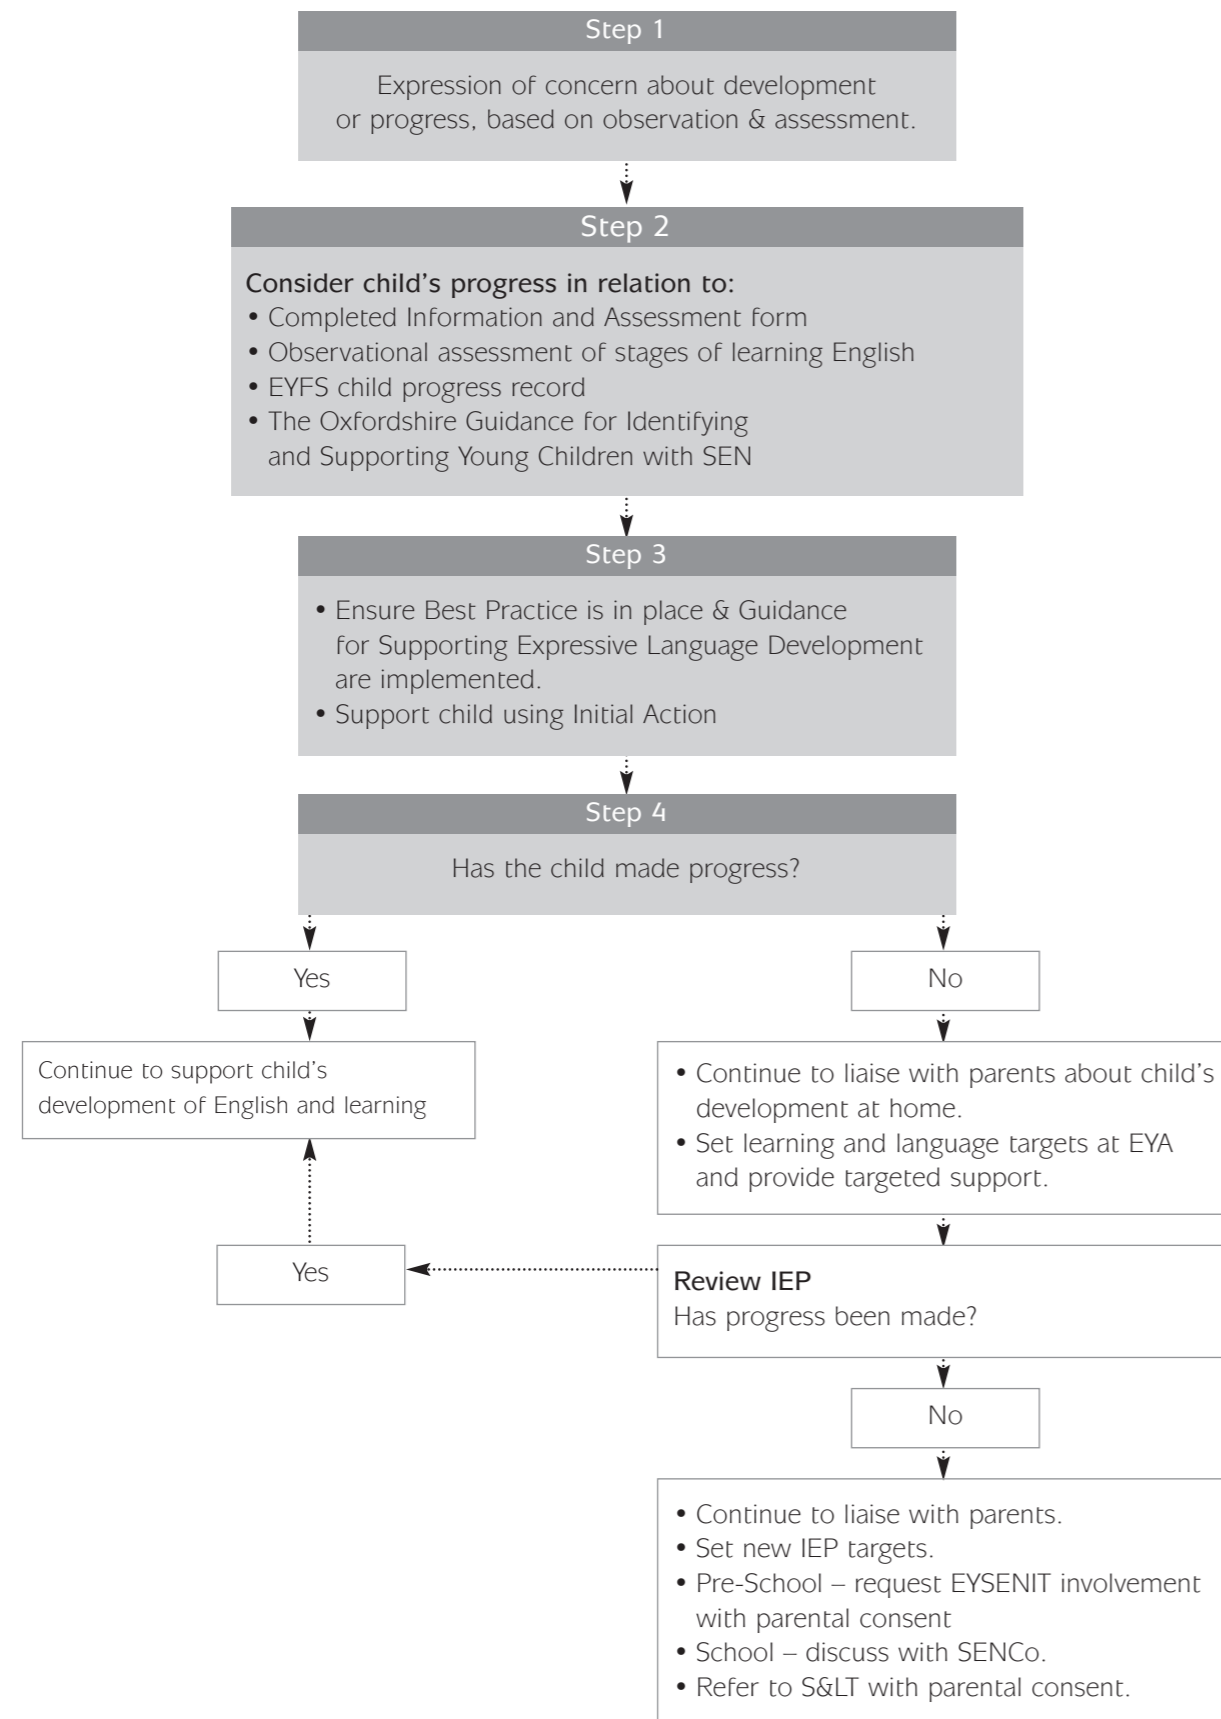 Step 1
Expression of concern about development
or progress, based on observation & assessment.
Step 2
Consider child's progress in relation to:
• Completed Information and Assessment form
• Observational assessment of stages of learning English
• EYFS child progress record
• The Oxfordshire Guidance for Identifying
and Supporting Young Children with SEN
Step 3
• Ensure Best Practice is in place & Guidance
for Supporting Expressive Language Development
are implemented.
• Support child using Initial Action
Step 4
Has the child made progress?
Yes
No
Continue to support child's
development of English and learning
• Continue to liaise with parents about child's
development at home.
• Set learning and language targets at EYA
and provide targeted support.
Yes
Review IEP
Has progress been made?
No
• Continue to liaise with parents.
• Set new IEP targets.
• Pre-School – request EYSENIT involvement
with parental consent
• School – discuss with SENCo.
• Refer to S&LT with parental consent.